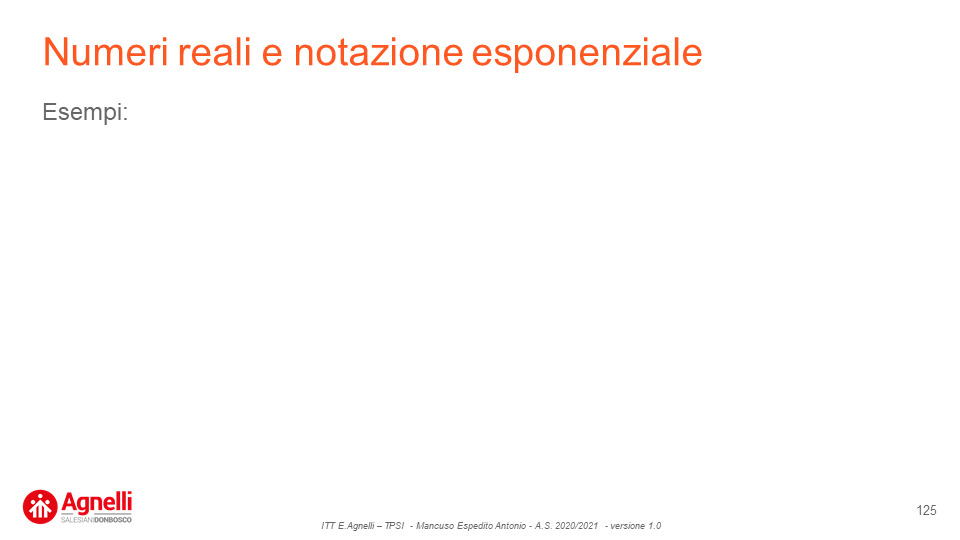 Numeri reali e notazione esponenziale
Esempi:
Agnelli
SALESIANIDONBOSCO
ITT E.Agnelli – TPSI - Mancuso Espedito Antonio - A.S. 2020/2021 - versione 1.0
125